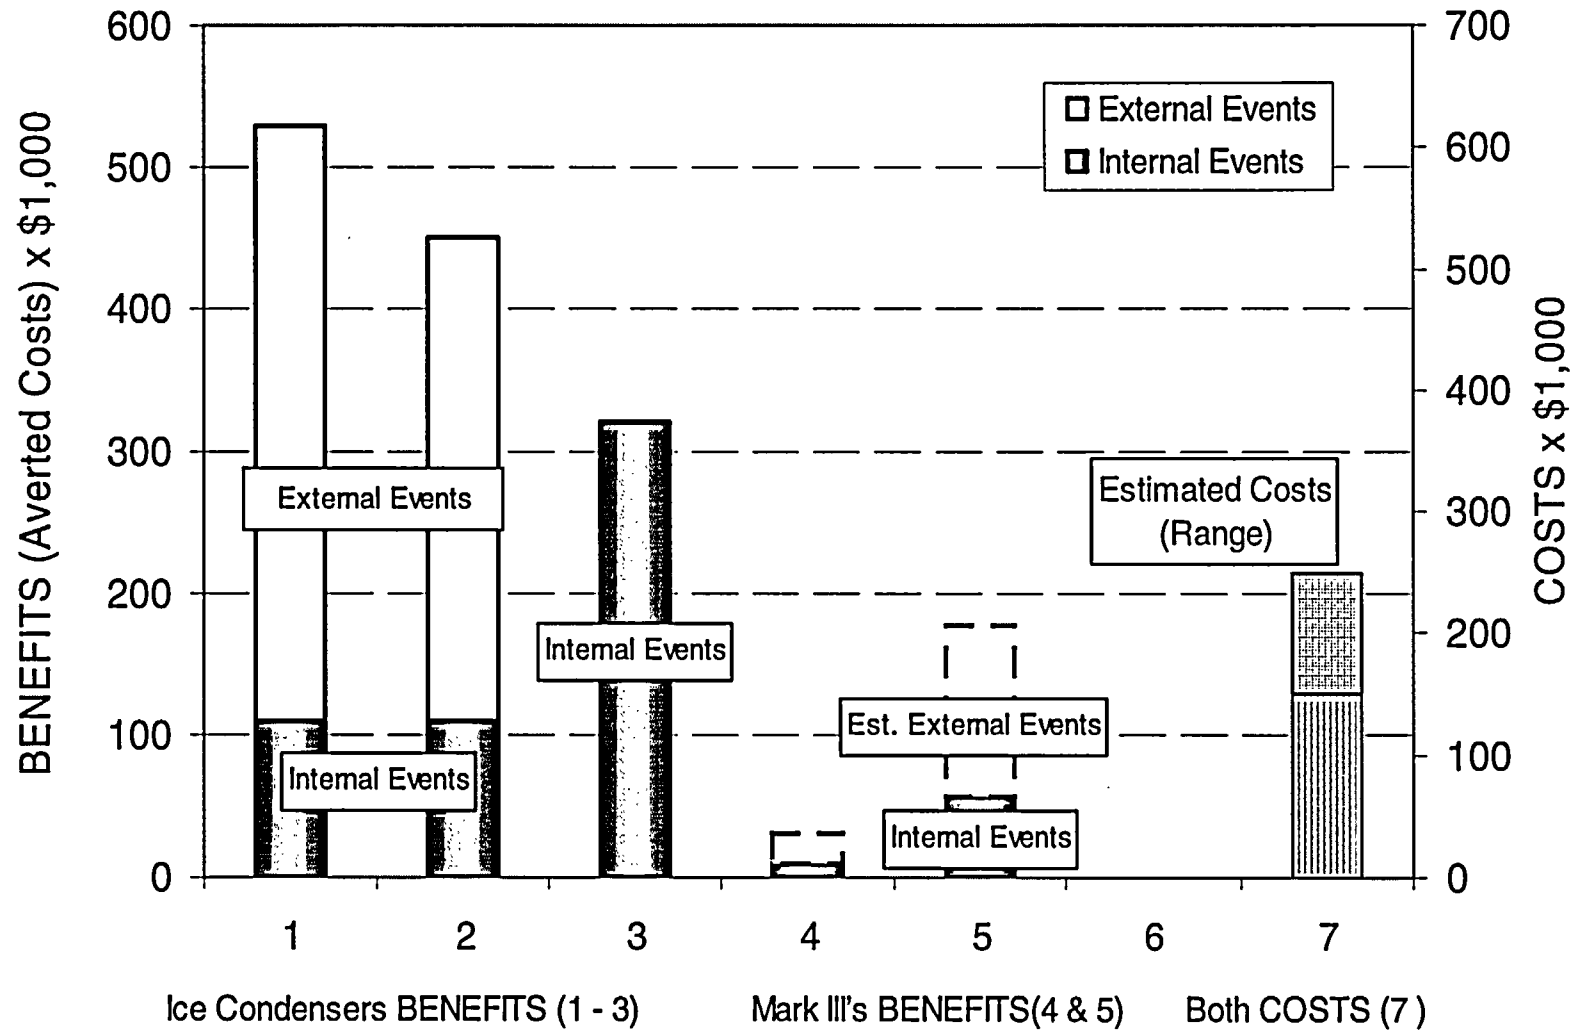 600
500
400
300
200
100
0
BENEFITS (Averted Costs) x $1,000
700
600
500
400
300
200
100
0
COSTS x $1,000
External Events
Internal Events
External Events
Internal Events
Internal Events
Est. External Events
Internal Events
Estimated Costs
(Range)
1 2 3 4 5 6 7
Ice Condensers BENEFITS (1 - 3) Mark III's BENEFITS(4 & 5) Both COSTS (7 )